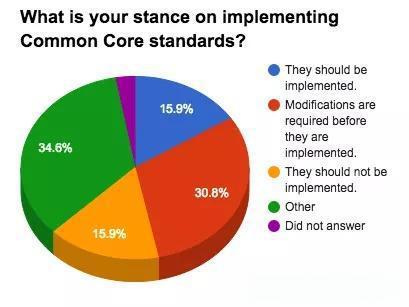 What is your stance on implementing
Common Core standards?
They should be
implemented.
Modifications are
required before
they are
implemented.
They should not be
implemented.
Other
Did not answer
15.9%
30.8%
15.9%
34.6%